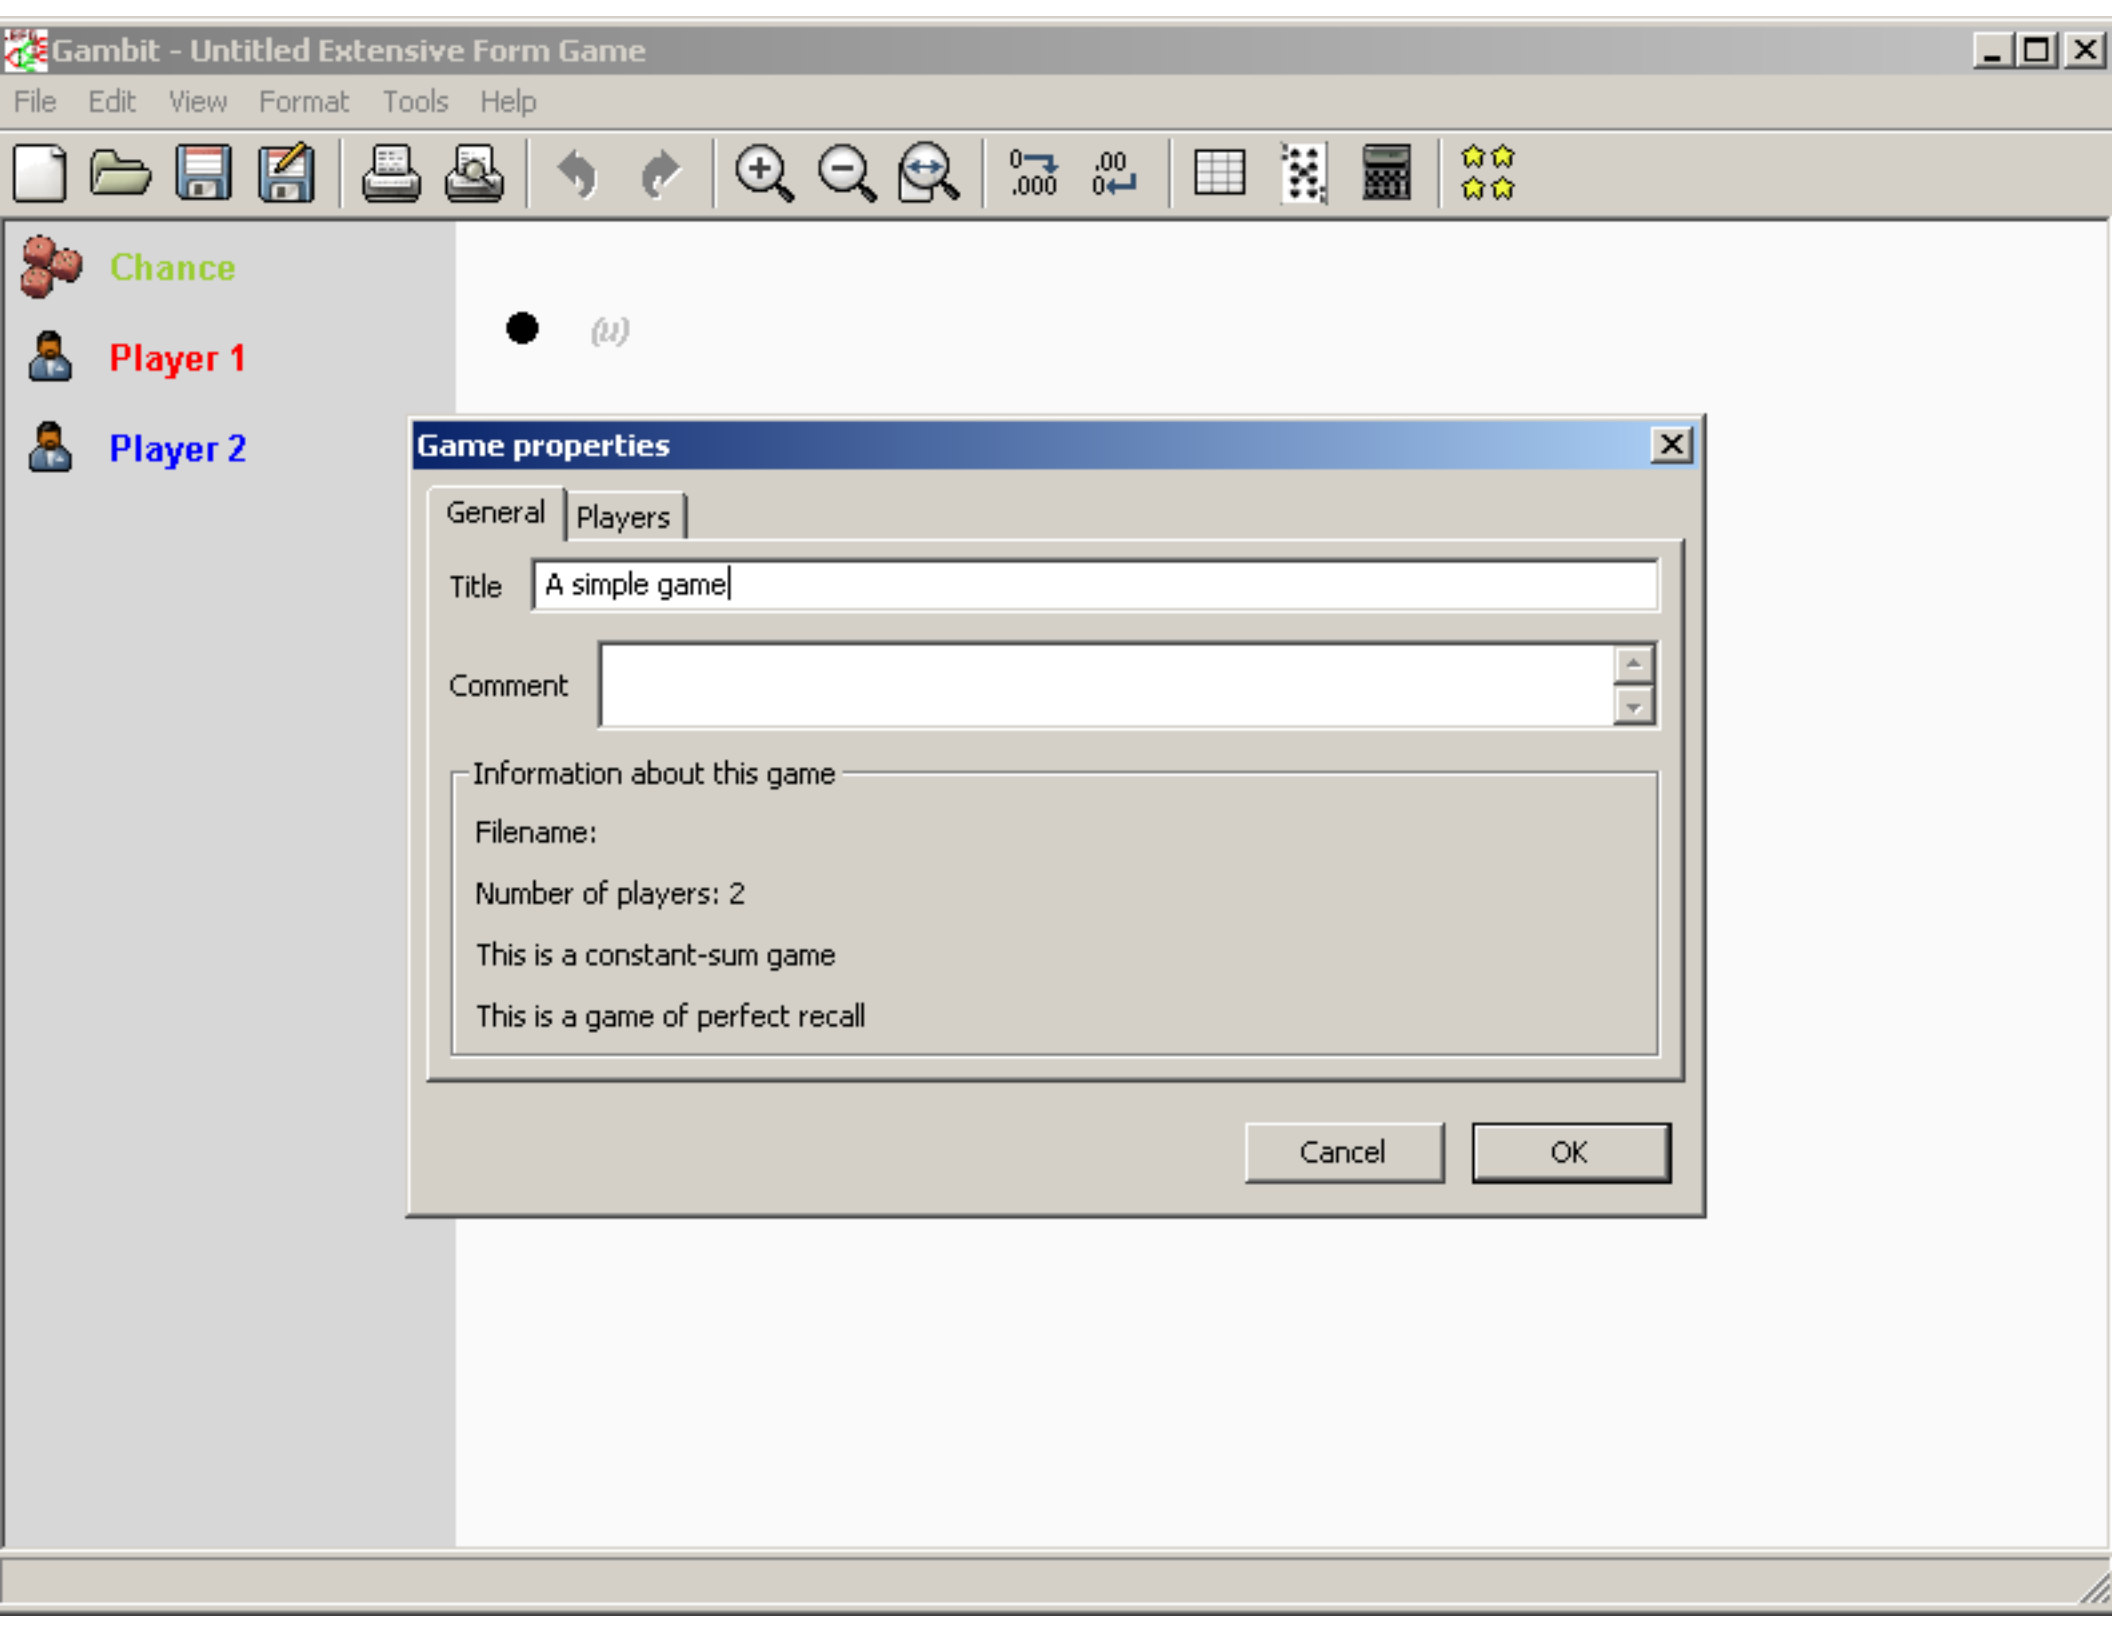 Gambit - Untitled Extensive Form Game
File Edit View Format Tools Help
0 .000 .00 0
Chance
(u)
Player 1
Player 2
Game properties
General Players
Title A simple game
Comment
Information about this game
Filename:
Number of players: 2
This is a constant-sum game
This is a game of perfect recall
Cancel OK